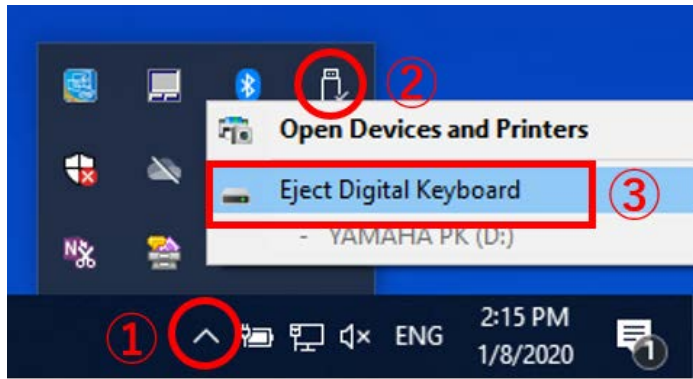 ②
Open Devices and Printers
Eject Digital Keyboard
③
- YAMAHA PK (D:)
N
①
ENG
2:15 PM
1/8/2020
1